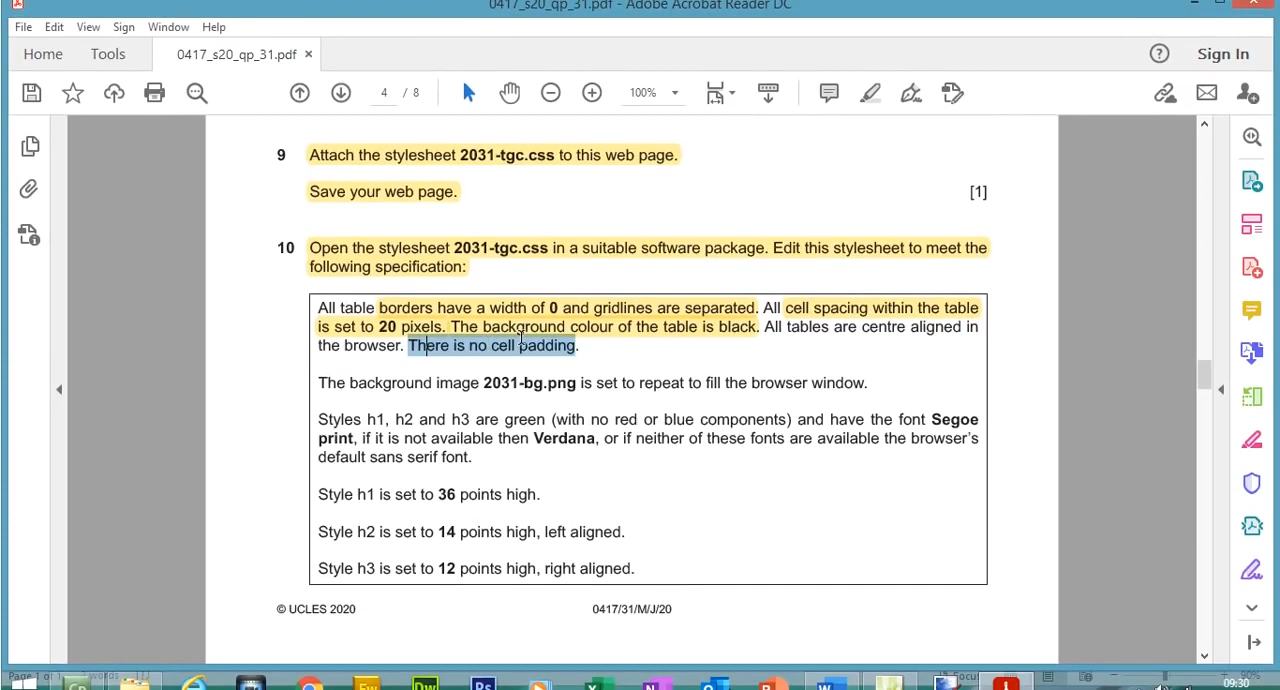 0417_s20_qp_31.pdf - Adobe Acrobat Reader DC
File Edit View Sign Window Help
Home Tools 0417_s20_qp_31.pdf × Sign In
4 / 8 100%
9 Attach the stylesheet 2031-tgc.css to this web page.
Save your web page. [1]
10 Open the stylesheet 2031-tgc.css in a suitable software package. Edit this stylesheet to meet the
following specification:
All table borders have a width of 0 and gridlines are separated. All cell spacing within the table
is set to 20 pixels. The background colour of the table is black. All tables are centre aligned in
the browser. There is no cell padding.
The background image 2031-bg.png is set to repeat to fill the browser window.
Styles h1, h2 and h3 are green (with no red or blue components) and have the font Segoe
print, if it is not available then Verdana, or if neither of these fonts are available the browser's
default sans serif font.
Style h1 is set to 36 points high.
Style h2 is set to 14 points high, left aligned.
Style h3 is set to 12 points high, right aligned.
© UCLES 2020 0417/31/M/J/20
09:30